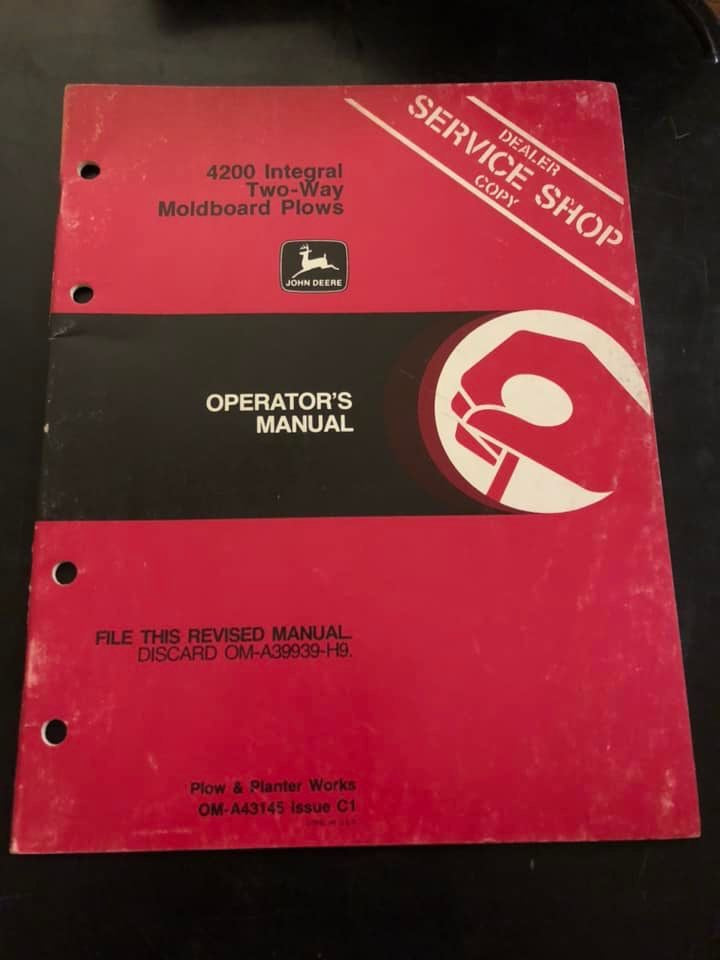 DEALER
SERVICE SHOP
COPY
4200 Integral
Two-Way
Moldboard Plows
JOHN DEERE
OPERATOR'S
MANUAL
FILE THIS REVISED MANUAL.
DISCARD OM-A39939-H9.
Plow & Planter Works
OM-A43145 Issue C1